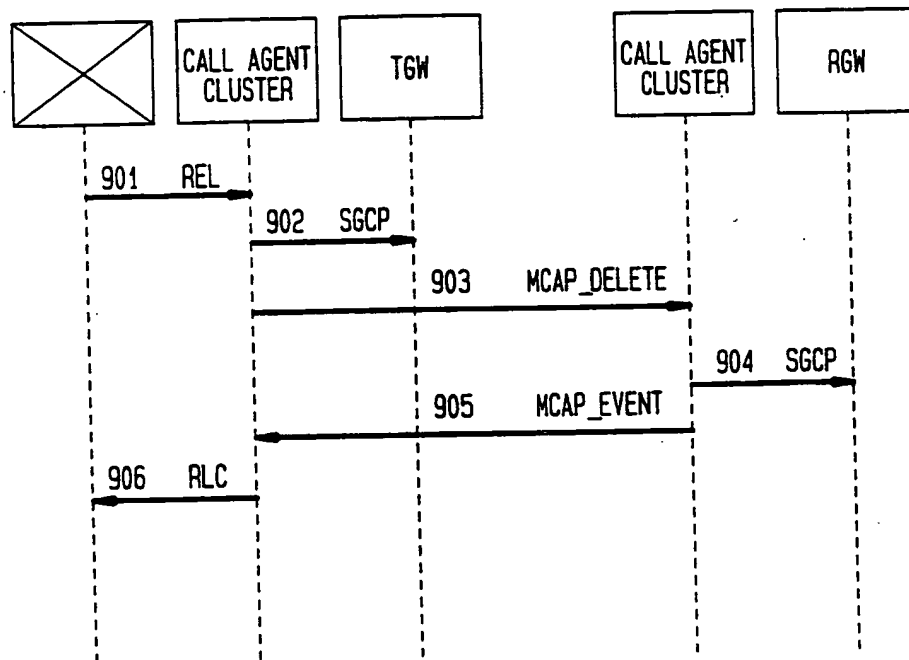 CALL AGENT
CLUSTER
TGW
CALL AGENT
CLUSTER
RGW
901 REL
902 SGCP
903 MCAP_DELETE
904 SGCP
905 MCAP_EVENT
906 RLC